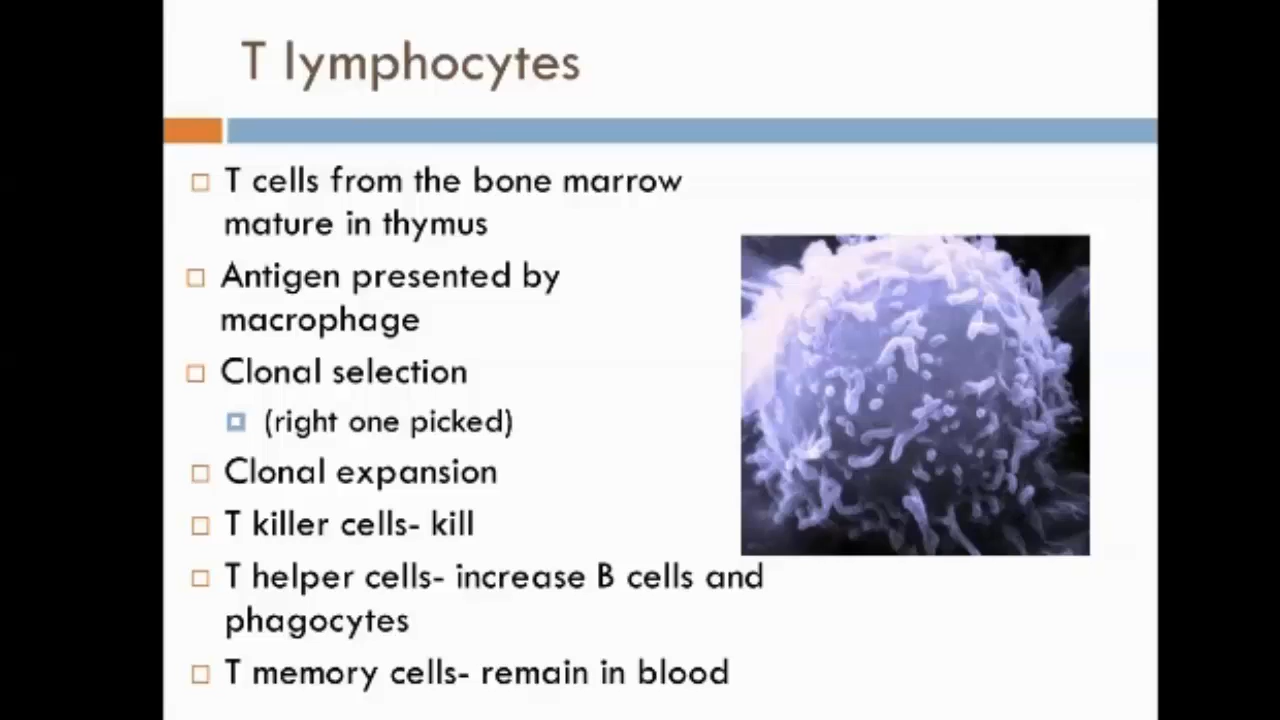 T lymphocytes
T cells from the bone marrow
mature in thymus
Antigen presented by
macrophage
Clonal selection
(right one picked)
Clonal expansion
T killer cells- kill
T helper cells- increase B cells and
phagocytes
T memory cells- remain in blood